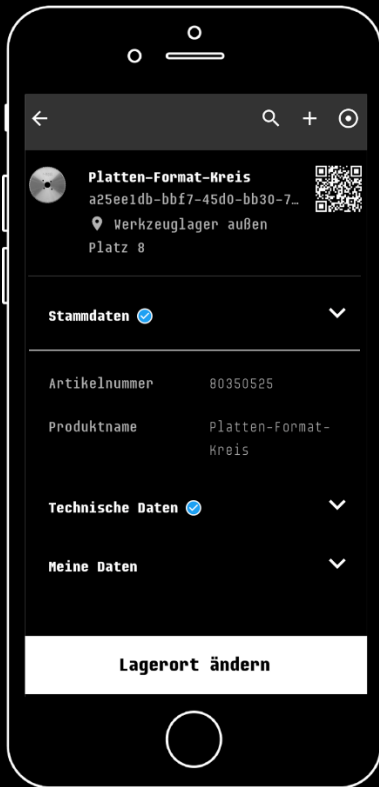 Platten-Format-Kreis
a25ee1db-bbf7-45d0-bb30-7…
Werkzeuglager außen
Platz 8
Stammdaten
Artikelnummer 80350525
Produktname Platten-Format-
Kreis
Technische Daten
Meine Daten
Lagerort ändern